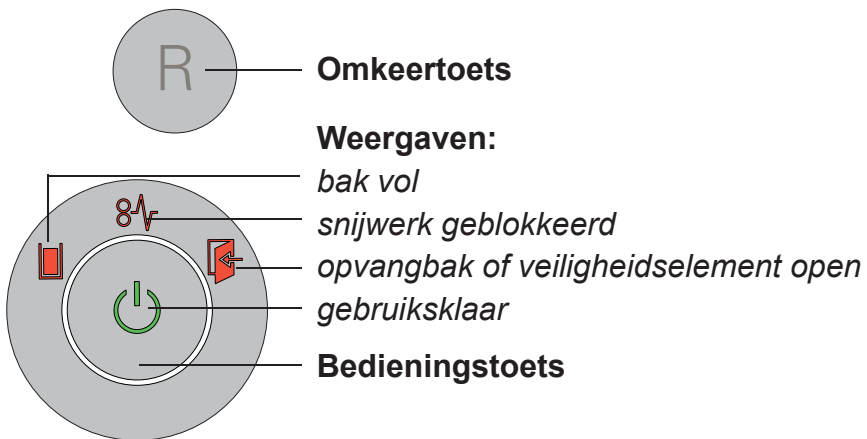 R
Omkeertoets
Weergaven:
bak vol
snijwerk geblokkeerd
opvangbak of veiligheidselement open
gebruiksklaar
Bedieningstoets